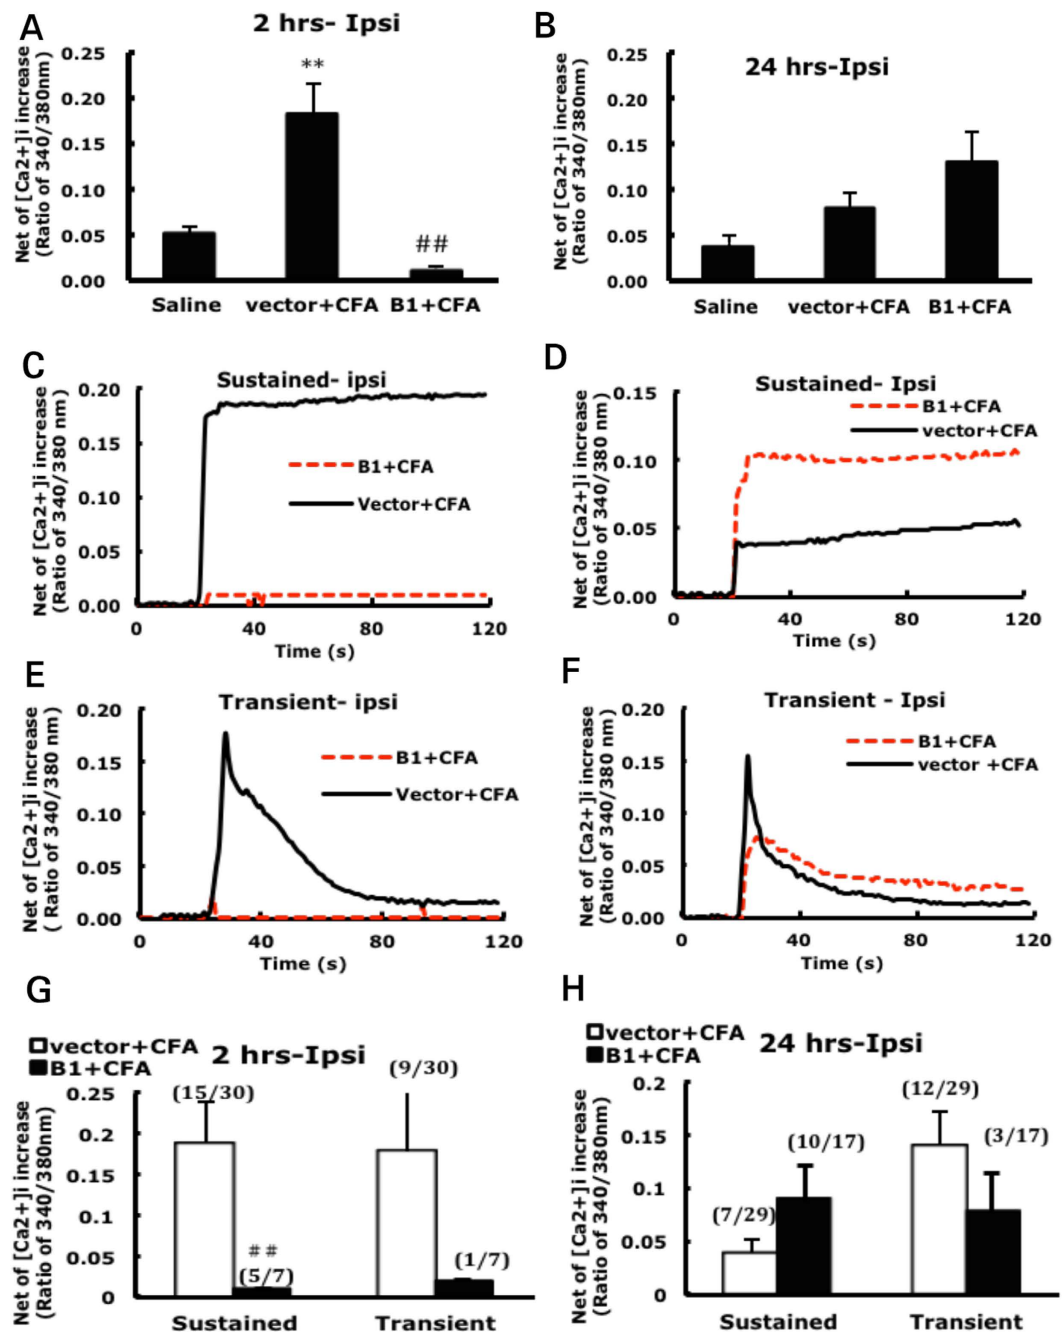 A
2 hrs- Ipsi
Net of [Ca2+]i increase
(Ratio of 340/380nm)
0.25
0.20
0.15
0.10
0.05
0.00
**
##
Saline vector+CFA B1+CFA
B
24 hrs-Ipsi
Net of [Ca2+]i increase
(Ratio of 340/380nm)
0.25
0.20
0.15
0.10
0.05
0.00
Saline vector+CFA B1+CFA
C
Sustained- ipsi
Net of [Ca2+]i increase
(Ratio of 340/380 nm)
0.20
0.15
0.10
0.05
0.00
B1+CFA
Vector+CFA
0 40 80 120
Time (s)
D
Sustained- Ipsi
Net of [Ca2+]i increase
(Ratio of 340/380 nm)
0.15
0.10
0.05
0.00
B1+CFA
vector+CFA
0 40 80 120
Time (s)
E
Transient- ipsi
Net of [Ca2+]i increase
( Ratio of 340/380 nm)
0.20
0.15
0.10
0.05
0.00
B1+CFA
Vector+CFA
0 40 80 120
Time (s)
F
Transient - Ipsi
Net of [Ca2+]i increase
(Ratio of 340/380 nm)
0.20
0.15
0.10
0.05
0.00
B1+CFA
vector +CFA
0 40 80 120
Time (s)
G
vector+CFA
B1+CFA
2 hrs-Ipsi
Net of [Ca2+]i increase
(Ratio of 340/380nm)
0.25
0.2
0.15
0.1
0.05
0
(15/30)
(9/30)
##
(5/7)
(1/7)
Sustained Transient
H
vector+CFA
B1+CFA
24 hrs-Ipsi
Net of [Ca2+]i increase
(Ratio of 340/380nm)
0.2
0.15
0.1
0.05
0
(12/29)
(10/17)
(3/17)
(7/29)
Sustained Transient